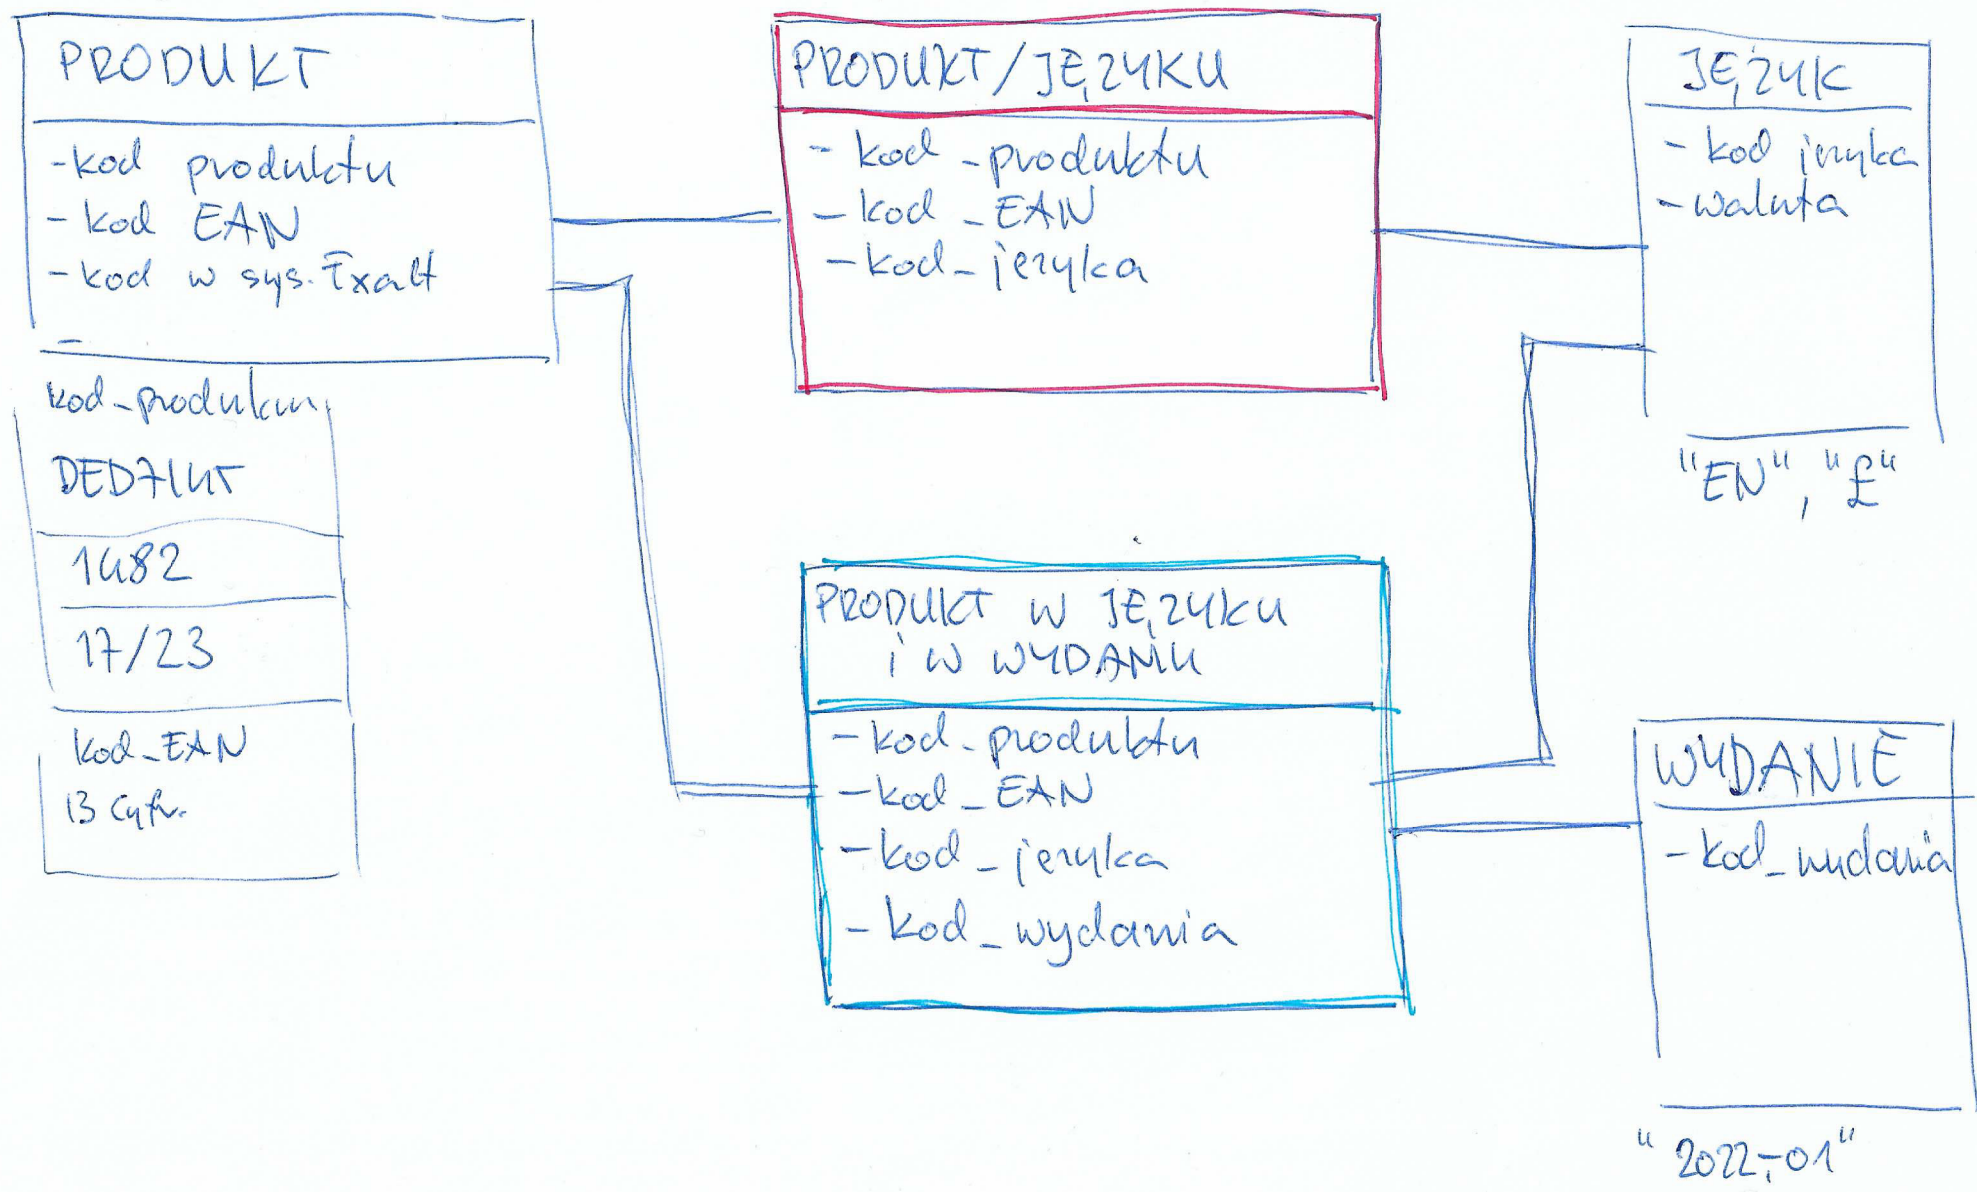 PRODUKT
-kod produktu
-kod EAN
-kod w sys. Exalt
-
kod_produktu
1482
17/23
kod_EAN
13 cyfr.
PRODUKT/JĘZYKU
- kod_produktu
- kod_EAN
- kod_języka
JĘZYK
- kod języka
- waluta
"EN", "£"
PRODUKT W JĘZYKU
i W WYDANIU
- kod_produktu
- kod_EAN
- kod_języka
- kod_wydania
WYDANIE
- kod_wydania
"2022-01"